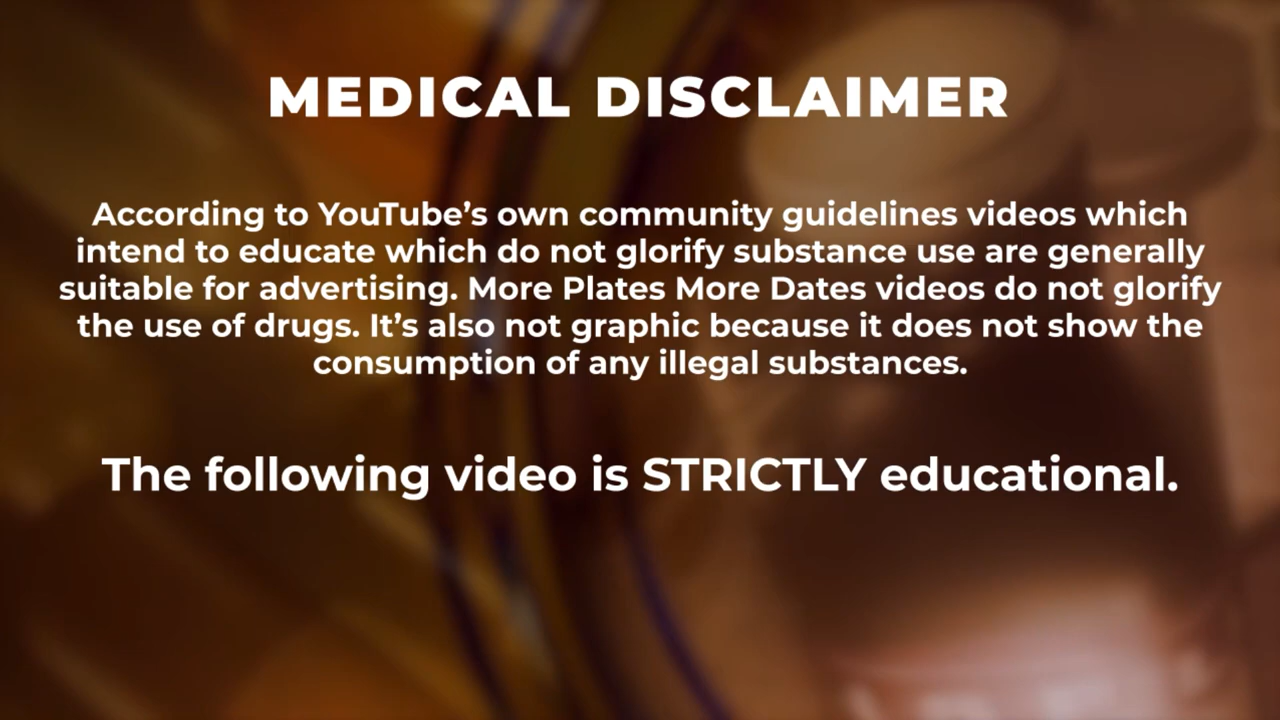 MEDICAL DISCLAIMER
According to YouTube’s own community guidelines videos which
intend to educate which do not glorify substance use are generally
suitable for advertising. More Plates More Dates videos do not glorify
the use of drugs. It’s also not graphic because it does not show the
consumption of any illegal substances.
The following video is STRICTLY educational.